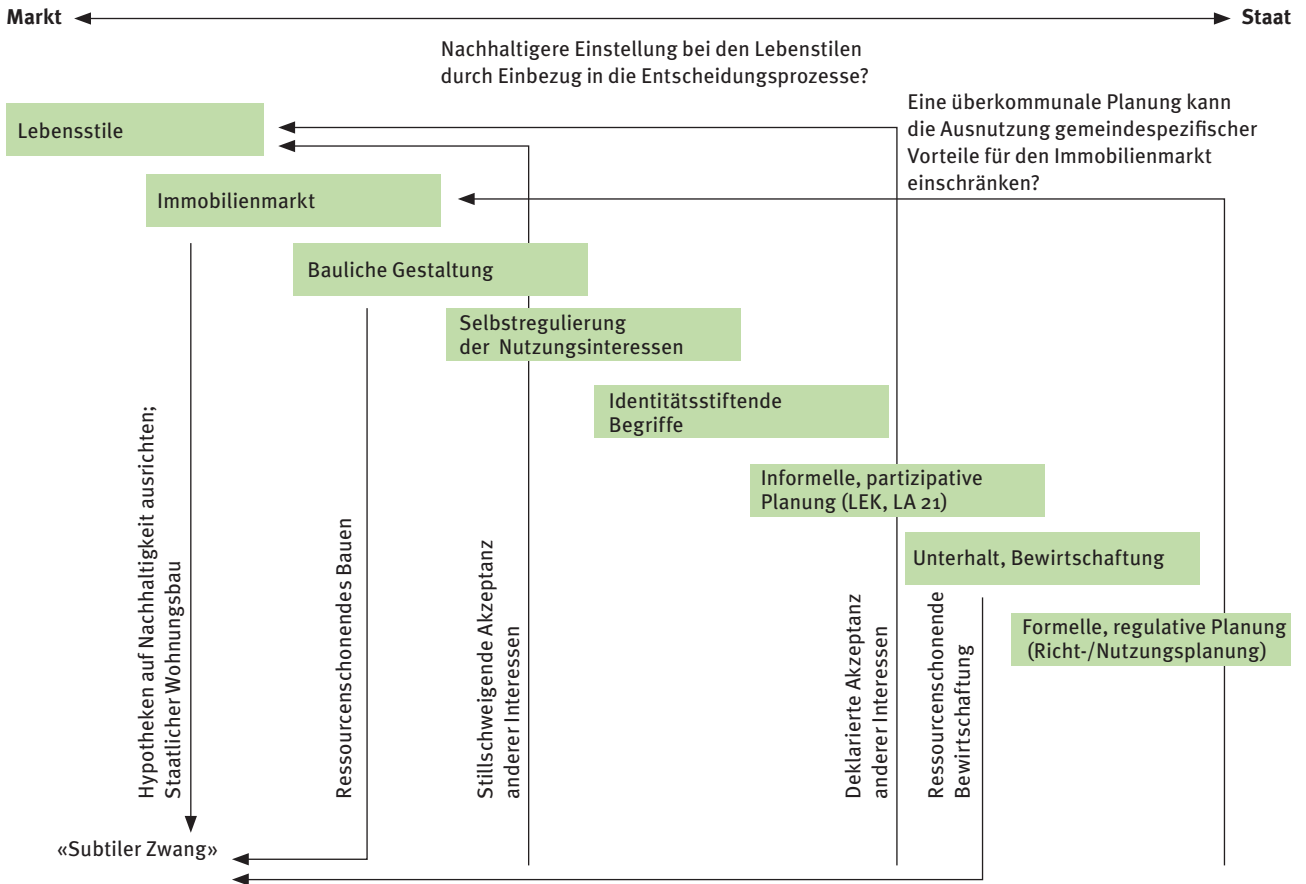 Markt
Staat
Nachhaltigere Einstellung bei den Lebenstilen
durch Einbezug in die Entscheidungsprozesse?
Eine überkommunale Planung kann
die Ausnutzung gemeindespezifischer
Vorteile für den Immobilienmarkt
einschränken?
Lebensstile
Immobilienmarkt
Bauliche Gestaltung
Selbstregulierung
der Nutzungsinteressen
Identitätsstiftende
Begriffe
Informelle, partizipative
Planung (LEK, LA 21)
Unterhalt, Bewirtschaftung
Formelle, regulative Planung
(Richt-/Nutzungsplanung)
Hypotheken auf Nachhaltigkeit ausrichten;
Staatlicher Wohnungsbau
Ressourcenschonendes Bauen
Stillschweigende Akzeptanz
anderer Interessen
Deklarierte Akzeptanz
anderer Interessen
Ressourcenschonende
Bewirtschaftung
«Subtiler Zwang»